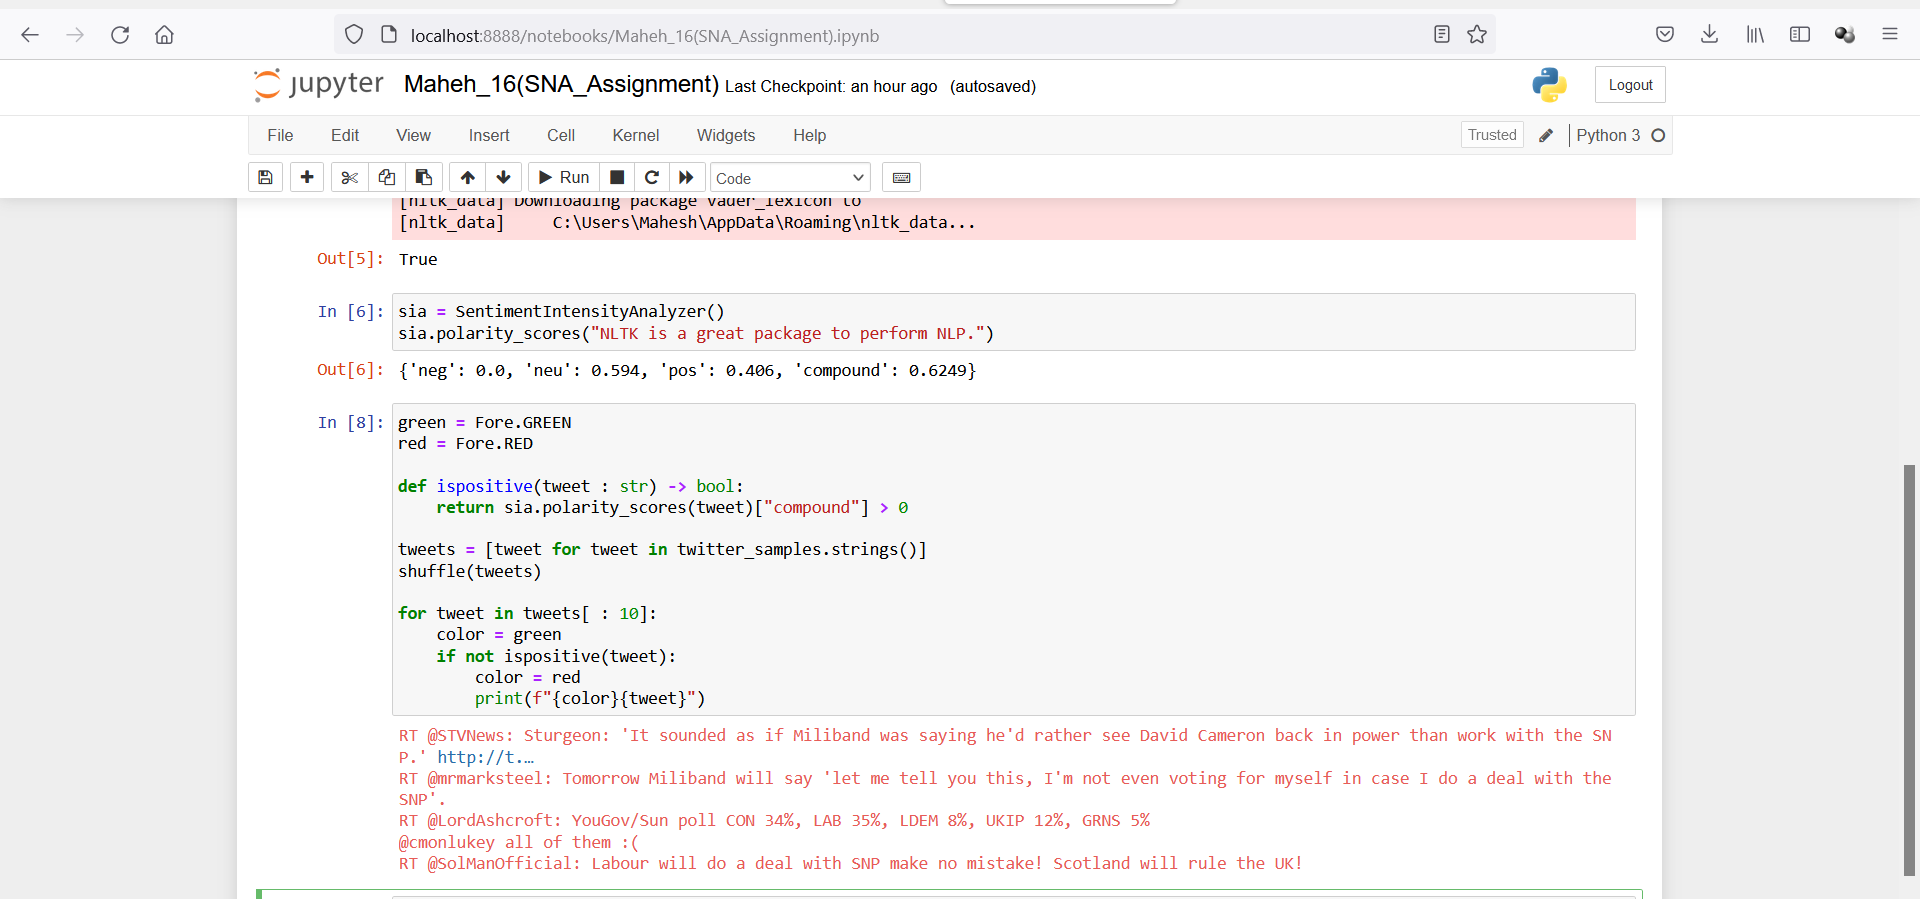 localhost:8888/notebooks/Maheh_16(SNA_Assignment).ipynb
jupyter Maheh_16(SNA_Assignment) Last Checkpoint: an hour ago (autosaved)
Logout
File Edit View Insert Cell Kernel Widgets Help
Trusted Python 3
Run Code
[nltk_data] Downloading package vader_lexicon to
[nltk_data]     C:\Users\Mahesh\AppData\Roaming\nltk_data...
Out[5]: True
In [6]: sia = SentimentIntensityAnalyzer()
sia.polarity_scores("NLTK is a great package to perform NLP.")
Out[6]: {'neg': 0.0, 'neu': 0.594, 'pos': 0.406, 'compound': 0.6249}
In [8]: green = Fore.GREEN
red = Fore.RED
def ispositive(tweet : str) -> bool:
    return sia.polarity_scores(tweet)["compound"] > 0
tweets = [tweet for tweet in twitter_samples.strings()]
shuffle(tweets)
for tweet in tweets[ : 10]:
    color = green
    if not ispositive(tweet):
        color = red
        print(f"{color}{tweet}")
RT @STVNews: Sturgeon: 'It sounded as if Miliband was saying he'd rather see David Cameron back in power than work with the SN
P.' http://t.…
RT @mrmarksteel: Tomorrow Miliband will say 'let me tell you this, I'm not even voting for myself in case I do a deal with the
SNP'.
RT @LordAshcroft: YouGov/Sun poll CON 34%, LAB 35%, LDEM 8%, UKIP 12%, GRNS 5%
@cmonlukey all of them :(
RT @SolManOfficial: Labour will do a deal with SNP make no mistake! Scotland will rule the UK!